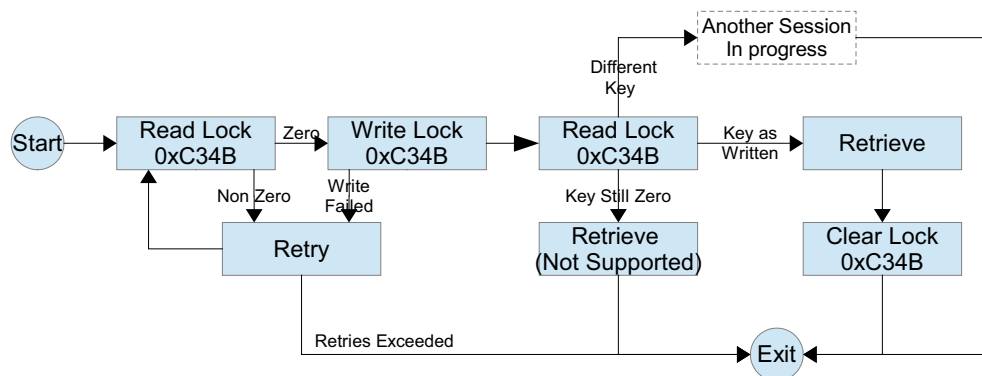 Another Session
In progress
Different
Key
Start
Read Lock
0xC34B
Zero
Write Lock
0xC34B
Read Lock
0xC34B
Key as
Written
Retrieve
Non Zero
Write
Failed
Key Still Zero
Retry
Retrieve
(Not Supported)
Clear Lock
0xC34B
Retries Exceeded
Exit